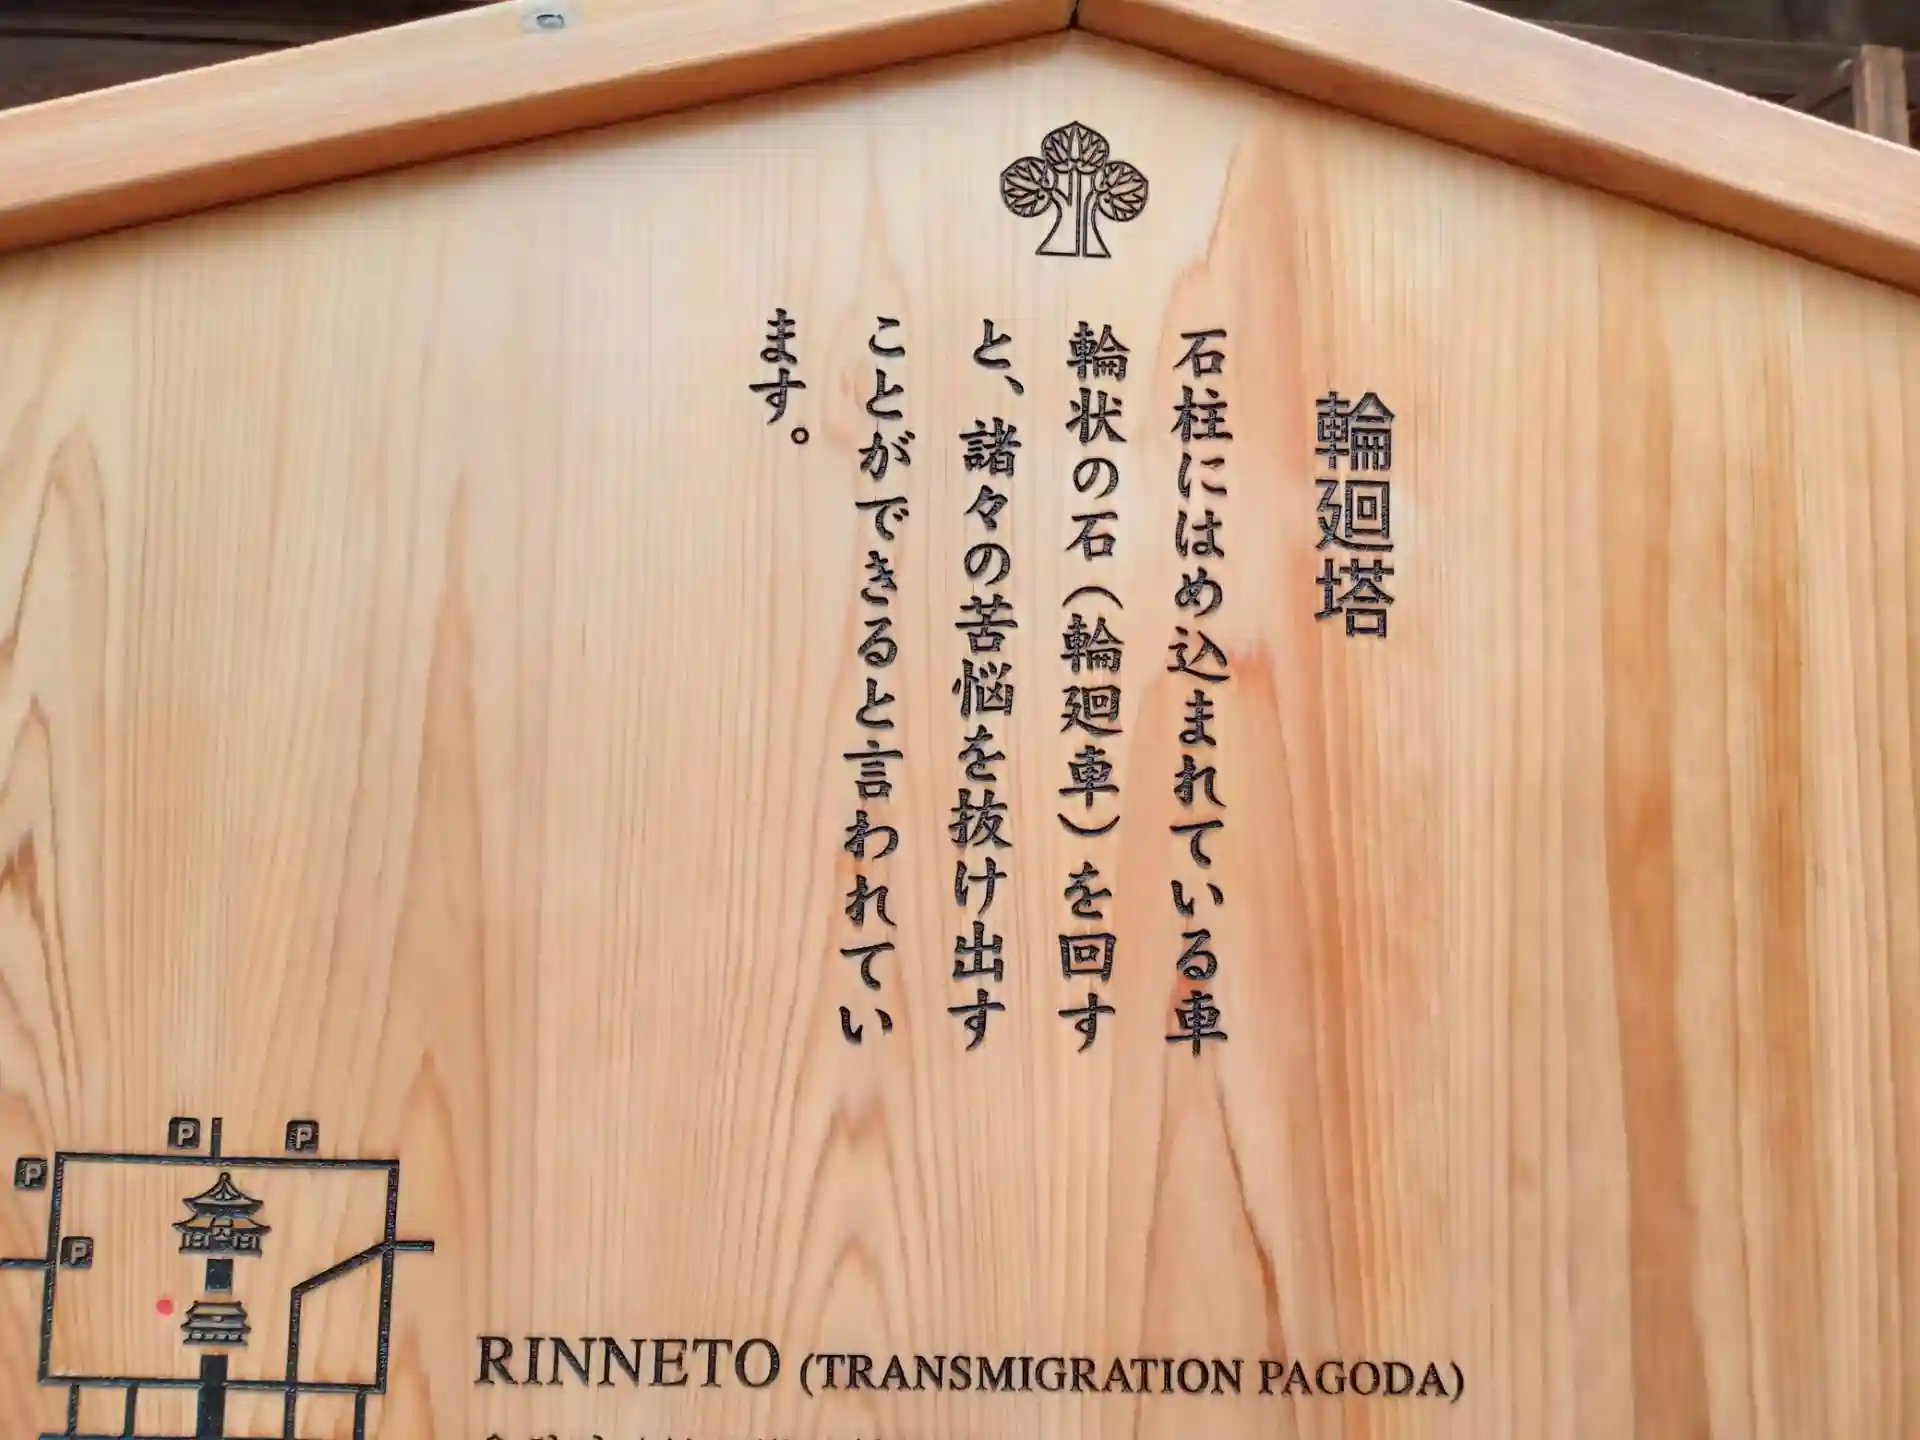 輪廻塔
石柱にはめ込まれている車
輪状の石(輪廻車)を回す
と、諸々の苦悩を抜け出す
ことができると言われてい
ます。
P
P
P
P
RINNETO (TRANSMIGRATION PAGODA)